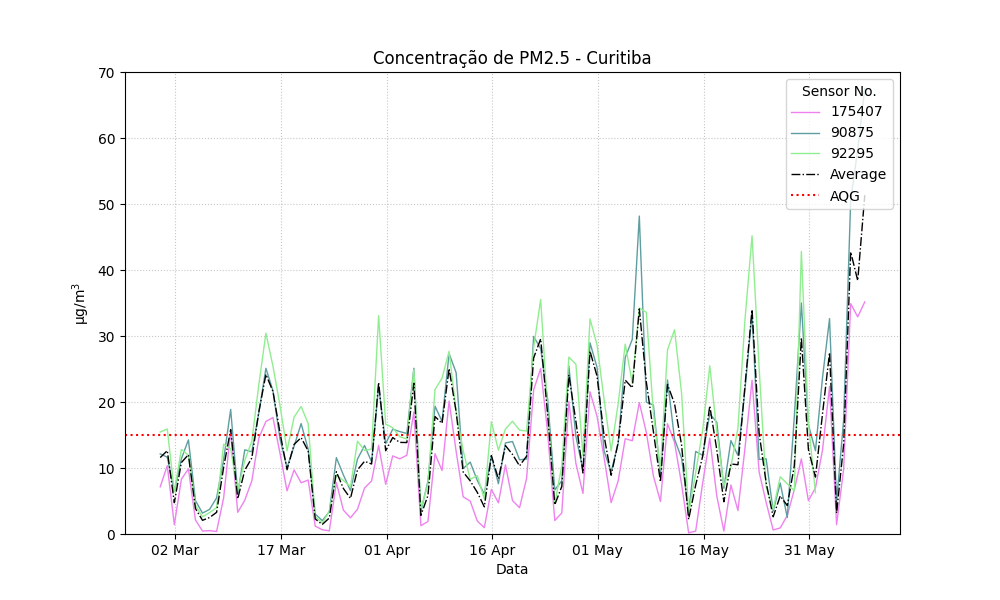 Concentração de PM2.5 - Curitiba
µg/m³
70
60
50
40
30
20
10
0
Sensor No.
175407
90875
92295
Average
AQG
02 Mar
17 Mar
01 Apr
16 Apr
01 May
16 May
31 May
Data